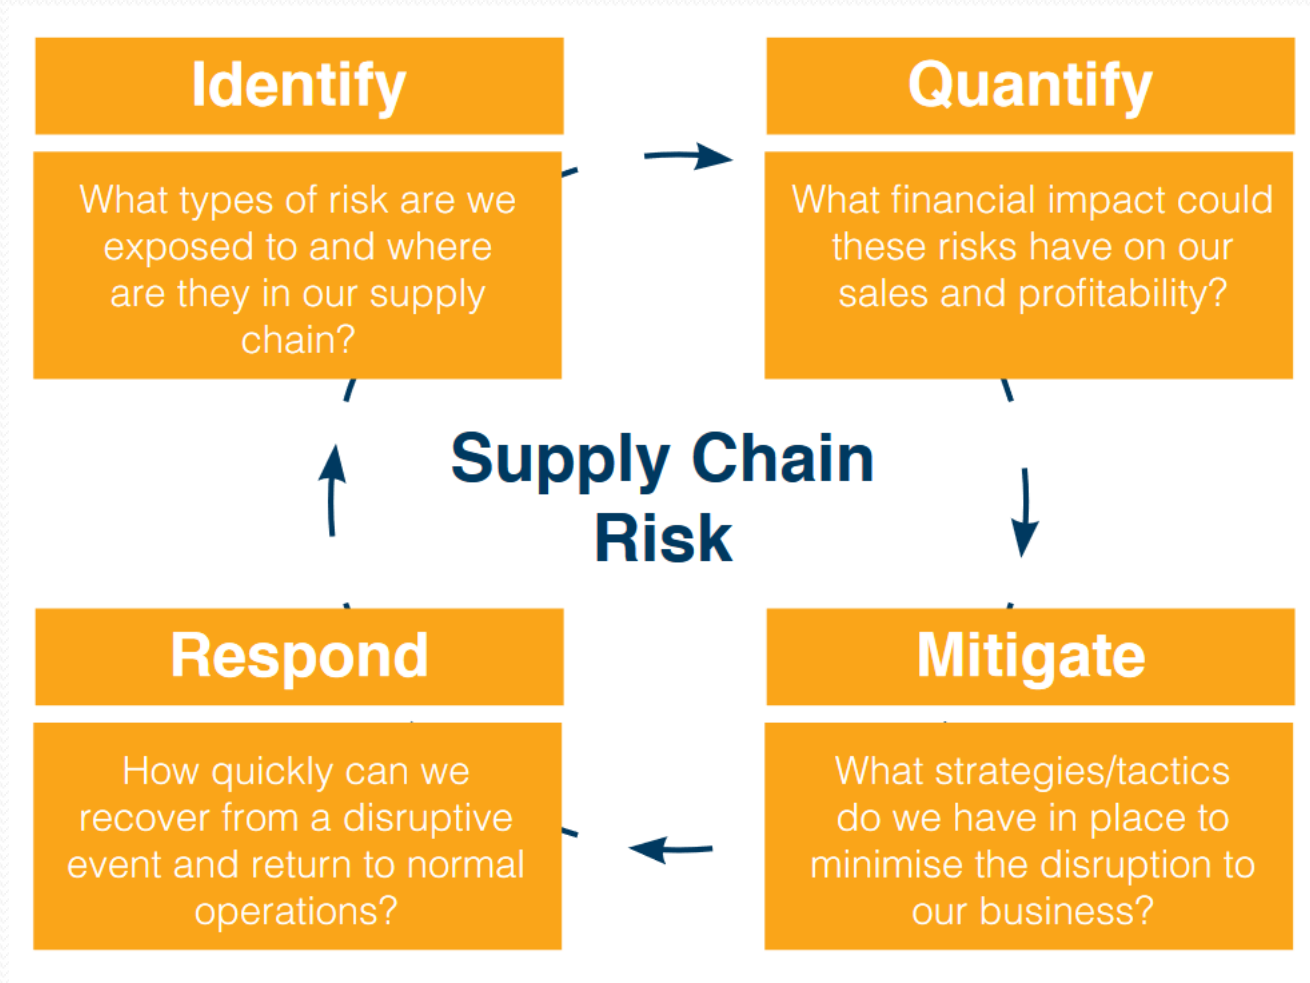 Identify
What types of risk are we
exposed to and where
are they in our supply
chain?
Quantify
What financial impact could
these risks have on our
sales and profitability?
Supply Chain
Risk
Respond
How quickly can we
recover from a disruptive
event and return to normal
operations?
Mitigate
What strategies/tactics
do we have in place to
minimise the disruption to
our business?